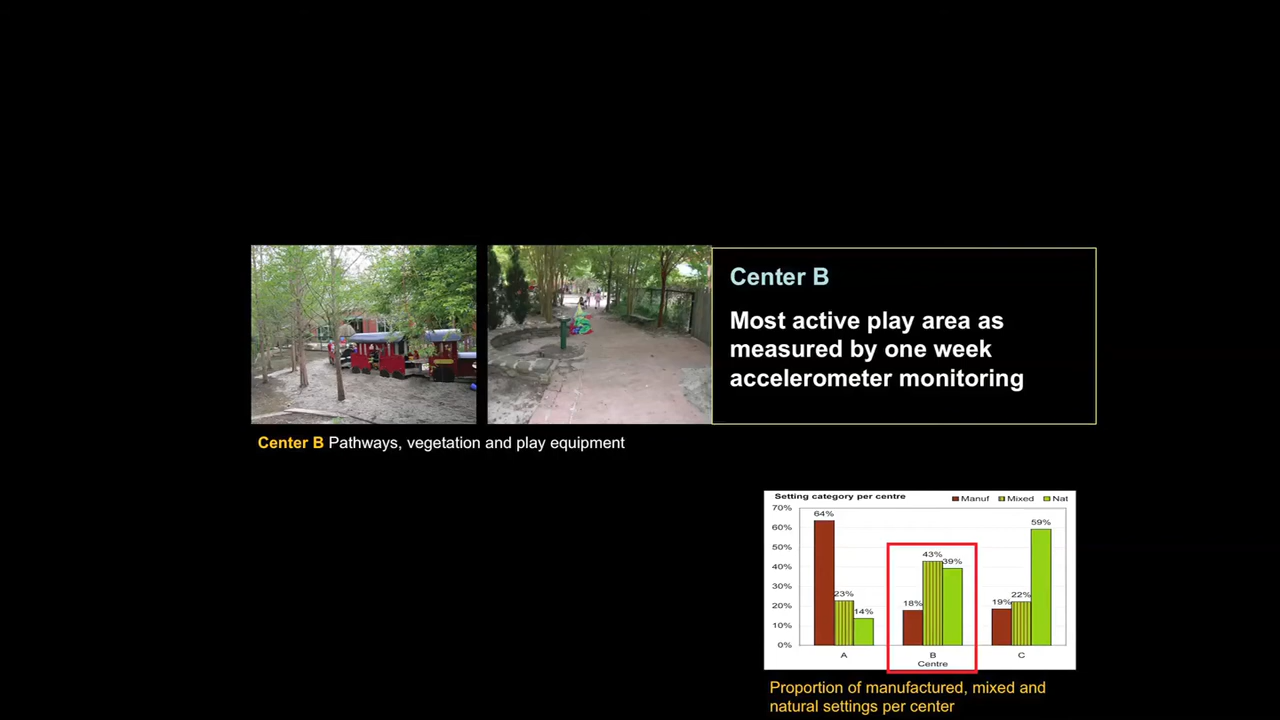 Center B
Most active play area as
measured by one week
accelerometer monitoring
Center B Pathways, vegetation and play equipment
Setting category per centre
Manuf Mixed Nat
70%
60%
50%
40%
30%
20%
10%
0%
64%
23%
14%
18%
43%
39%
19%
22%
59%
A B C
Centre
Proportion of manufactured, mixed and
natural settings per center